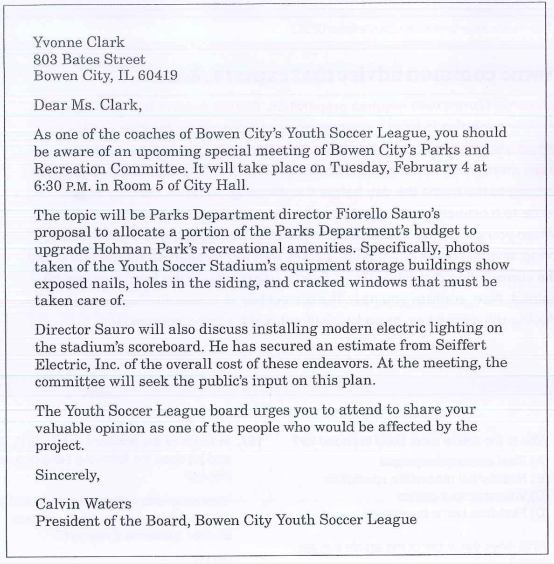 Yvonne Clark
803 Bates Street
Bowen City, IL 60419
Dear Ms. Clark,
As one of the coaches of Bowen City's Youth Soccer League, you should
be aware of an upcoming special meeting of Bowen City's Parks and
Recreation Committee. It will take place on Tuesday, February 4 at
6:30 P.M. in Room 5 of City Hall.
The topic will be Parks Department director Fiorello Sauro's
proposal to allocate a portion of the Parks Department's budget to
upgrade Hohman Park's recreational amenities. Specifically, photos
taken of the Youth Soccer Stadium's equipment storage buildings show
exposed nails, holes in the siding, and cracked windows that must be
taken care of.
Director Sauro will also discuss installing modern electric lighting on
the stadium's scoreboard. He has secured an estimate from Seiffert
Electric, Inc. of the overall cost of these endeavors. At the meeting, the
committee will seek the public's input on this plan.
The Youth Soccer League board urges you to attend to share your
valuable opinion as one of the people who would be affected by the
project.
Sincerely,
Calvin Waters
President of the Board, Bowen City Youth Soccer League